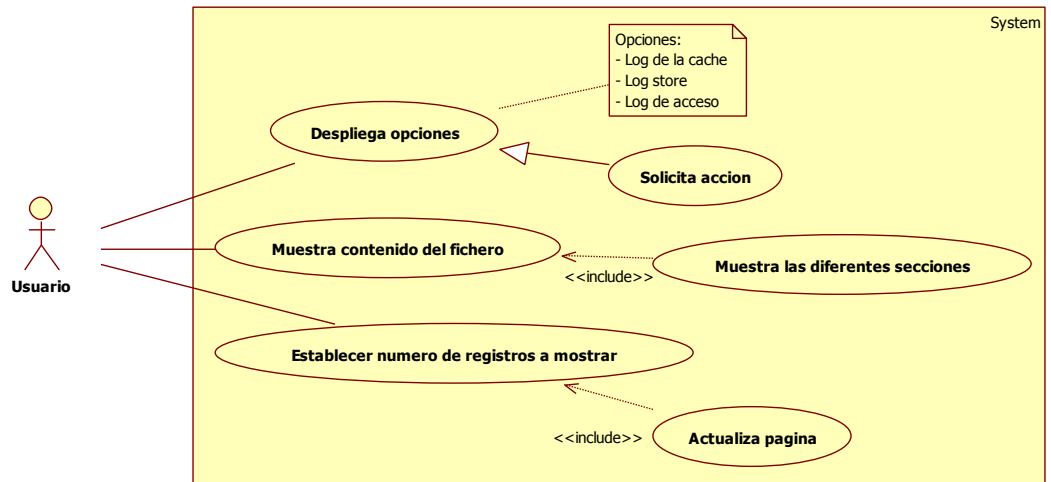 System
Opciones:
- Log de la cache
- Log store
- Log de acceso
Despliega opciones
Solicita accion
Muestra contenido del fichero
Muestra las diferentes secciones
<<include>>
Usuario
Establecer numero de registros a mostrar
<<include>>
Actualiza pagina